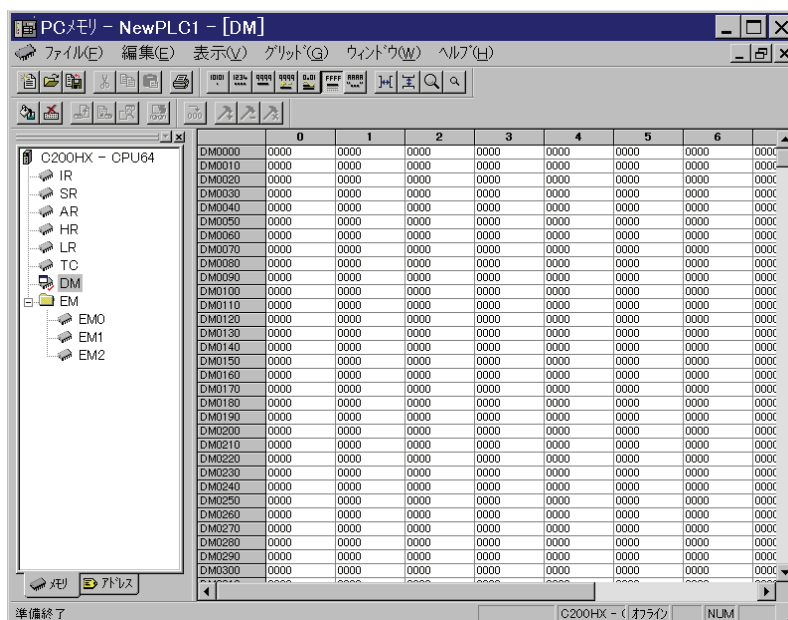 PCメモリ - NewPLC1 - [DM]
ファイル(F) 編集(E) 表示(V) グリッド(G) ウィンドウ(W) ヘルプ(H)
0 1 2 3 4 5 6
C200HX - CPU64
IR
SR
AR
HR
LR
TC
DM
EM
EM0
EM1
EM2
DM0000 0000 0000 0000 0000 0000 0000 0000
DM0010 0000 0000 0000 0000 0000 0000 0000
DM0020 0000 0000 0000 0000 0000 0000 0000
DM0030 0000 0000 0000 0000 0000 0000 0000
DM0040 0000 0000 0000 0000 0000 0000 0000
DM0050 0000 0000 0000 0000 0000 0000 0000
DM0060 0000 0000 0000 0000 0000 0000 0000
DM0070 0000 0000 0000 0000 0000 0000 0000
DM0080 0000 0000 0000 0000 0000 0000 0000
DM0090 0000 0000 0000 0000 0000 0000 0000
DM0100 0000 0000 0000 0000 0000 0000 0000
DM0110 0000 0000 0000 0000 0000 0000 0000
DM0120 0000 0000 0000 0000 0000 0000 0000
DM0130 0000 0000 0000 0000 0000 0000 0000
DM0140 0000 0000 0000 0000 0000 0000 0000
DM0150 0000 0000 0000 0000 0000 0000 0000
DM0160 0000 0000 0000 0000 0000 0000 0000
DM0170 0000 0000 0000 0000 0000 0000 0000
DM0180 0000 0000 0000 0000 0000 0000 0000
DM0190 0000 0000 0000 0000 0000 0000 0000
DM0200 0000 0000 0000 0000 0000 0000 0000
DM0210 0000 0000 0000 0000 0000 0000 0000
DM0220 0000 0000 0000 0000 0000 0000 0000
DM0230 0000 0000 0000 0000 0000 0000 0000
DM0240 0000 0000 0000 0000 0000 0000 0000
DM0250 0000 0000 0000 0000 0000 0000 0000
DM0260 0000 0000 0000 0000 0000 0000 0000
DM0270 0000 0000 0000 0000 0000 0000 0000
DM0280 0000 0000 0000 0000 0000 0000 0000
DM0290 0000 0000 0000 0000 0000 0000 0000
DM0300 0000 0000 0000 0000 0000 0000 0000
メモリ アドレス
準備終了 C200HX - ( オフライン NUM